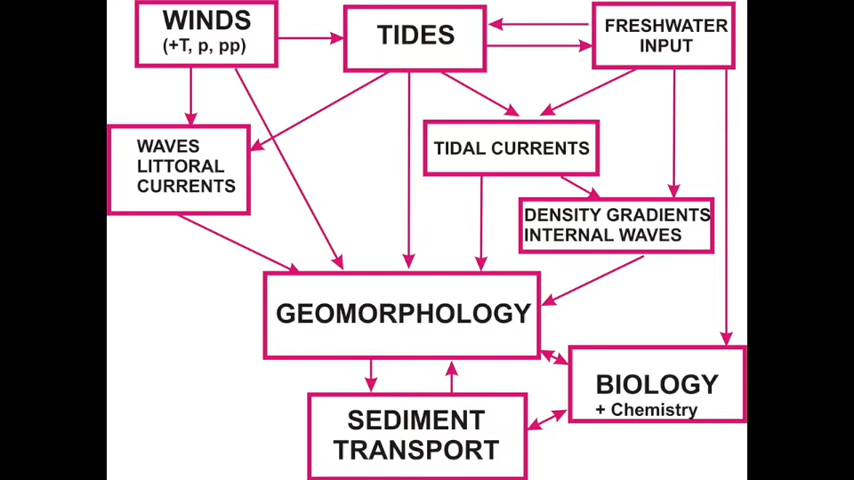 WINDS
(+T, p, pp)
TIDES
FRESHWATER
INPUT
WAVES
LITTORAL
CURRENTS
TIDAL CURRENTS
DENSITY GRADIENTS
INTERNAL WAVES
GEOMORPHOLOGY
BIOLOGY
+ Chemistry
SEDIMENT
TRANSPORT